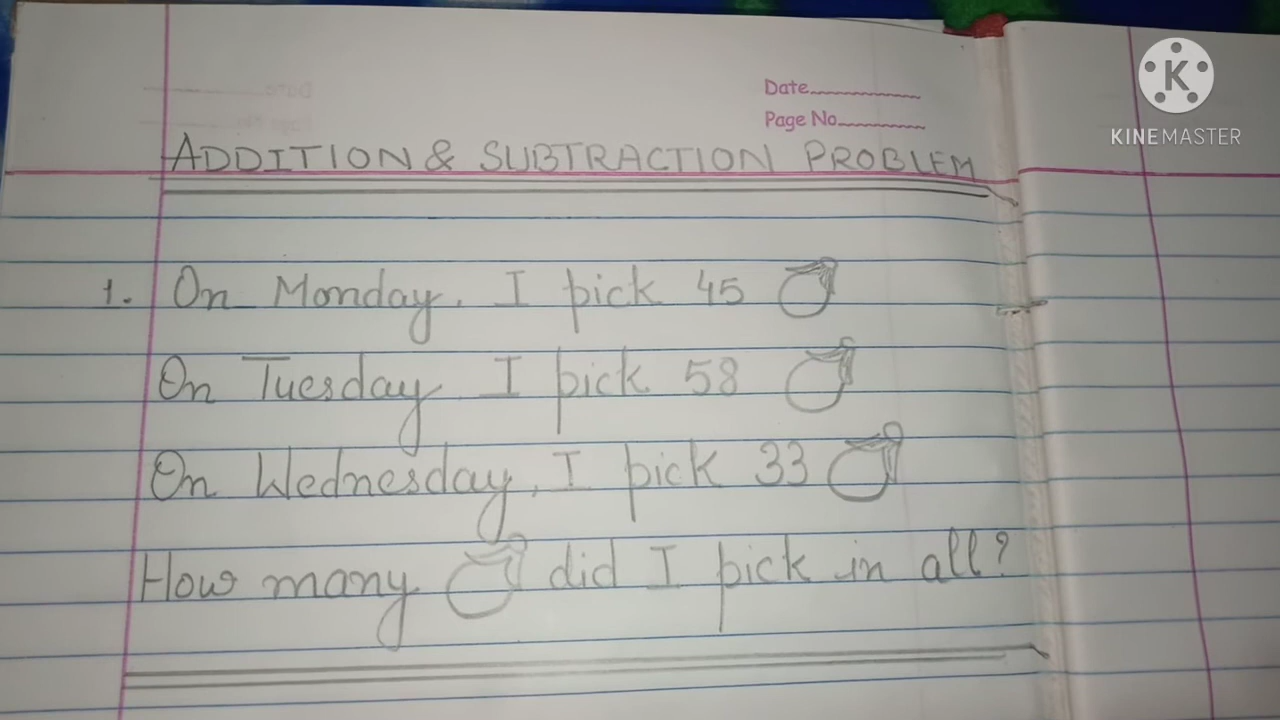 Date
Page No.
ADDITION & SUBTRACTION PROBLEM
1. On Monday, I pick 45
On Tuesday I pick 58
On Wednesday, I pick 33
How many did I pick in all?
K
KINEMASTER